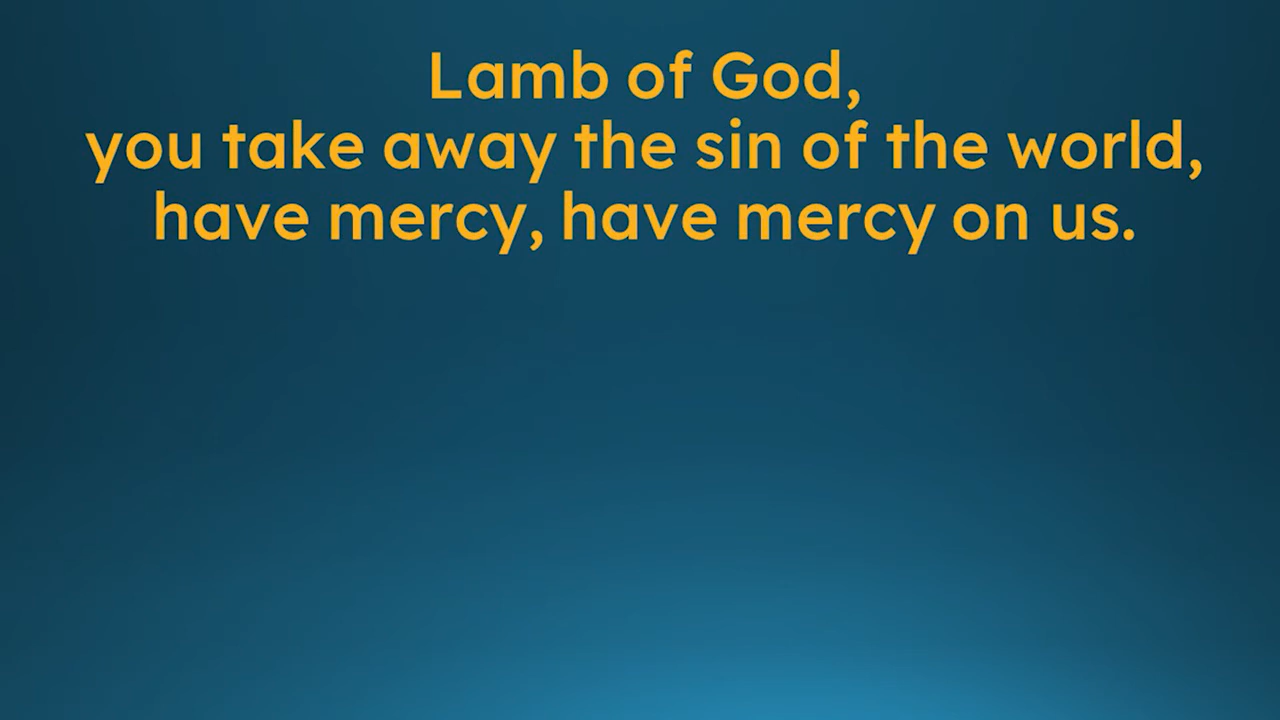 Lamb of God,
you take away the sin of the world,
have mercy, have mercy on us.